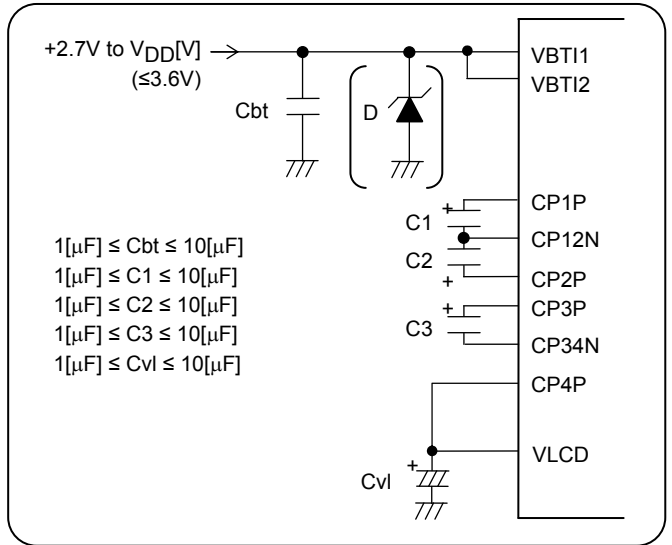 +2.7V to VDD[V]
(≤3.6V)
Cbt
D
VBTI1
VBTI2
CP1P
+
C1
CP12N
C2
CP2P
+
CP3P
+
C3
CP34N
CP4P
VLCD
+
Cvl
1[μF] ≤ Cbt ≤ 10[μF]
1[μF] ≤ C1 ≤ 10[μF]
1[μF] ≤ C2 ≤ 10[μF]
1[μF] ≤ C3 ≤ 10[μF]
1[μF] ≤ Cvl ≤ 10[μF]